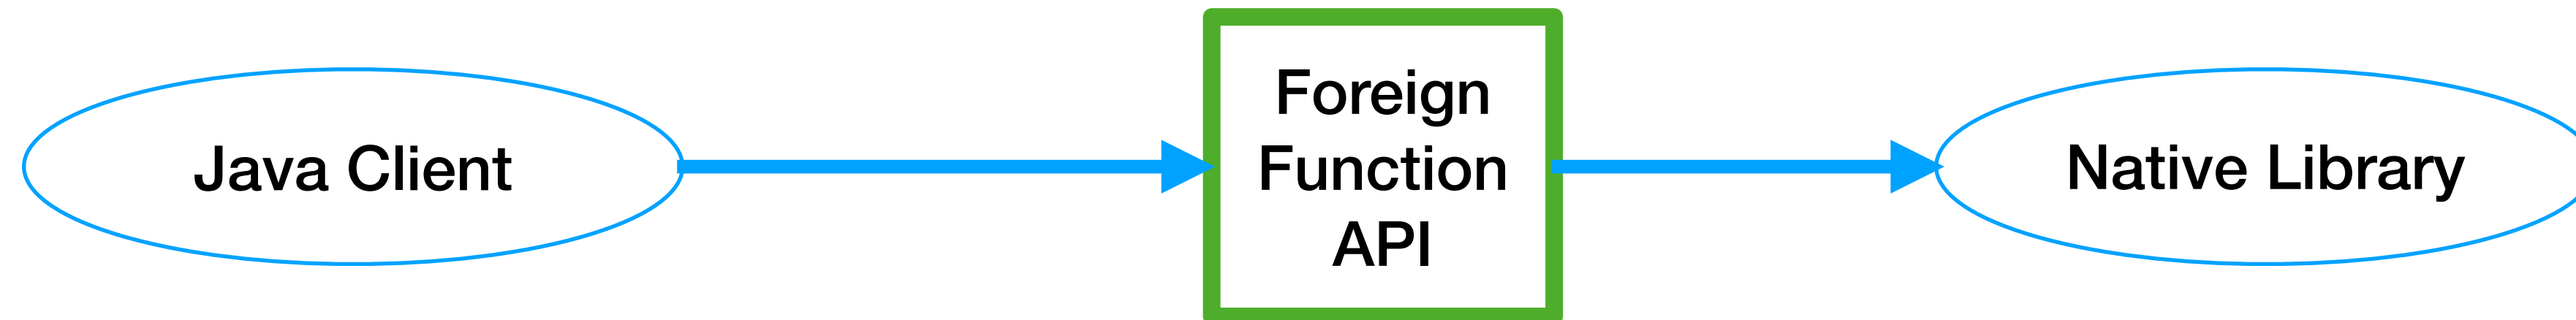 Java Client
Foreign
Function
API
Native Library